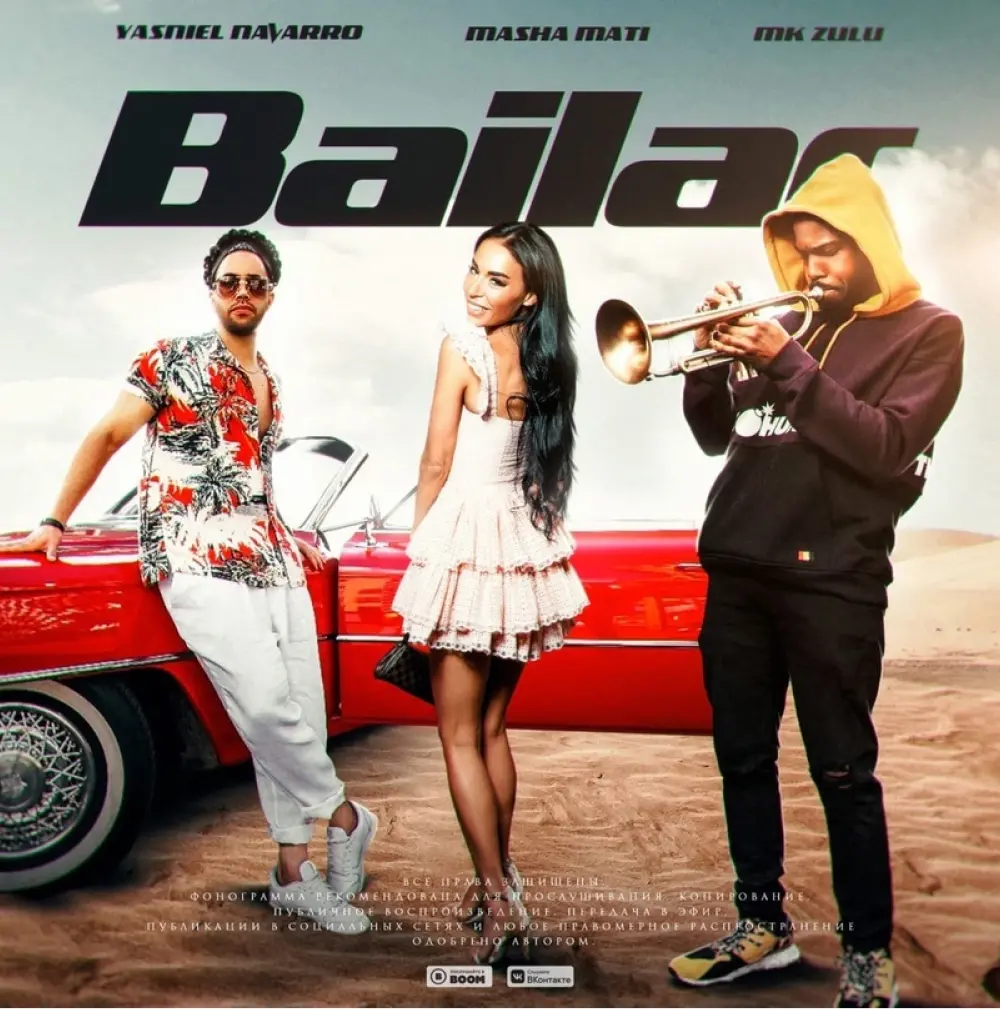 YASNIEL NAVARRO MASHA MATI MK ZULU
Bailar
HU
ВСЕ ПРАВА ЗАЩИЩЕНЫ.
ФОНОГРАММА РЕКОМЕНДОВАНА ДЛЯ ПРОСЛУШИВАНИЯ. КОПИРОВАНИЕ,
ПУБЛИЧНОЕ ВОСПРОИЗВЕДЕНИЕ, ПЕРЕДАЧА В ЭФИР,
ПУБЛИКАЦИИ В СОЦИАЛЬНЫХ СЕТЯХ И ЛЮБОЕ ПРАВОМЕРНОЕ РАСПРОСТРАНЕНИЕ
ОДОБРЕНО АВТОРОМ.
BOOM ВКонтакте